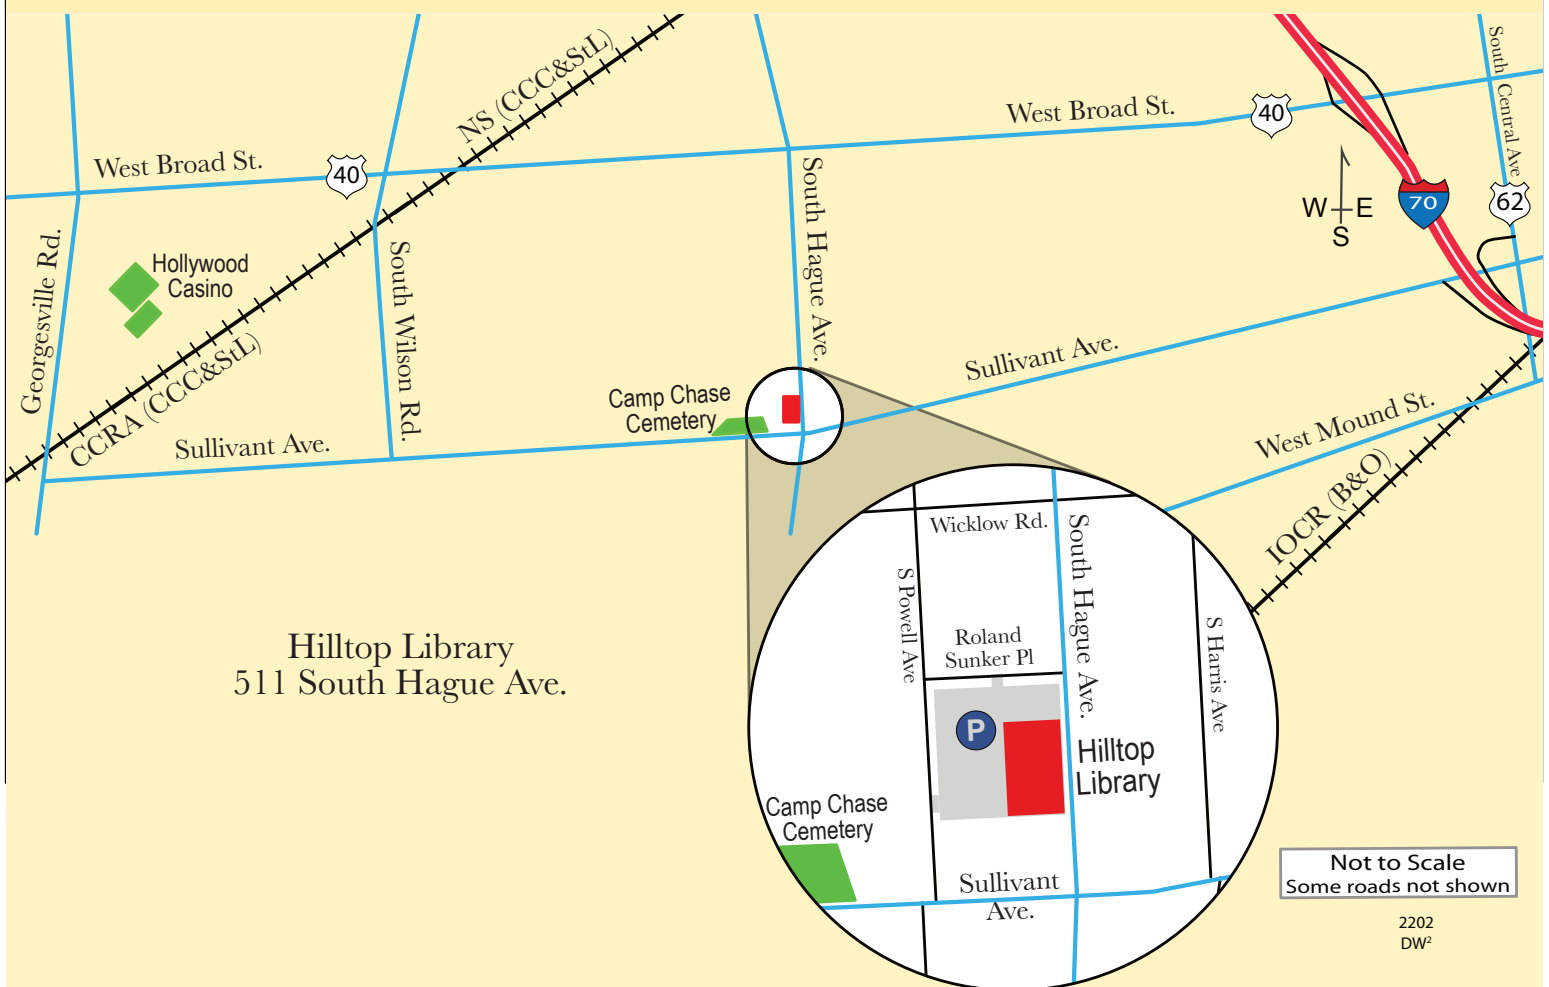 NS (CCC&StL)
South Central Ave
West Broad St.
40
West Broad St.
40
62
70
W E
S
South Hague Ave.
Georgesville Rd.
Hollywood
Casino
South Wilson Rd.
CCRA (CCC&StL)
Sullivant Ave.
Sullivant Ave.
Camp Chase
Cemetery
West Mound St.
IOCR (B&O)
Wicklow Rd.
South Hague Ave.
S Powell Ave
Roland
Sunker Pl
S Harris Ave
P
Hilltop
Library
Camp Chase
Cemetery
Sullivant
Ave.
Hilltop Library
511 South Hague Ave.
Not to Scale
Some roads not shown
2202
DW²